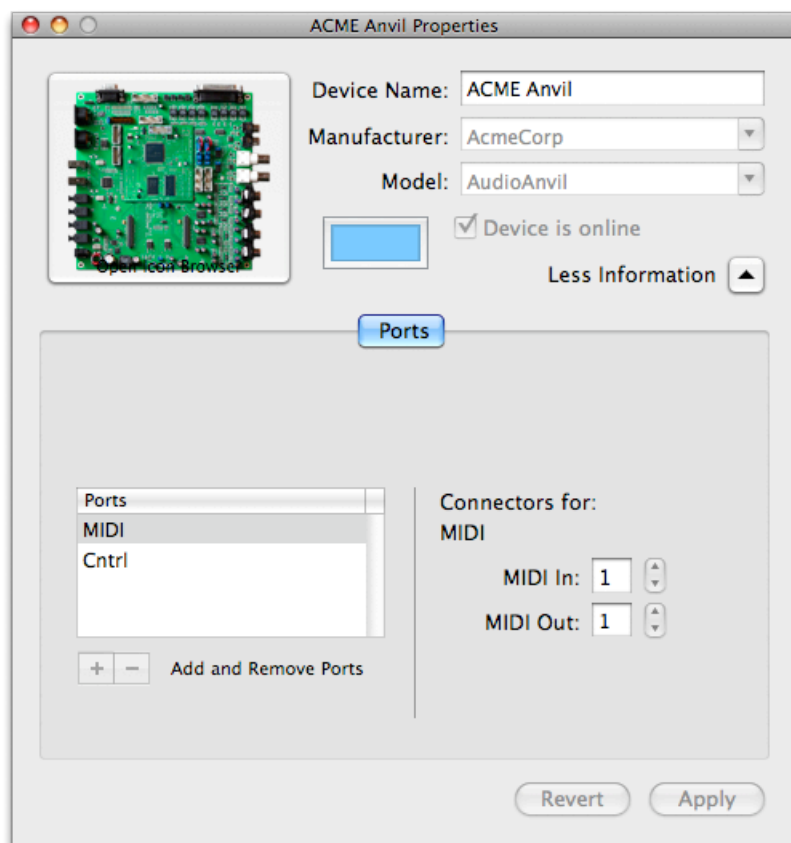 ACME Anvil Properties
Device Name: ACME Anvil
Manufacturer: AcmeCorp
Model: AudioAnvil
Device is online
Open Icon Browser
Less Information
Ports
Ports
MIDI
Cntrl
Add and Remove Ports
Connectors for:
MIDI
MIDI In: 1
MIDI Out: 1
Revert Apply